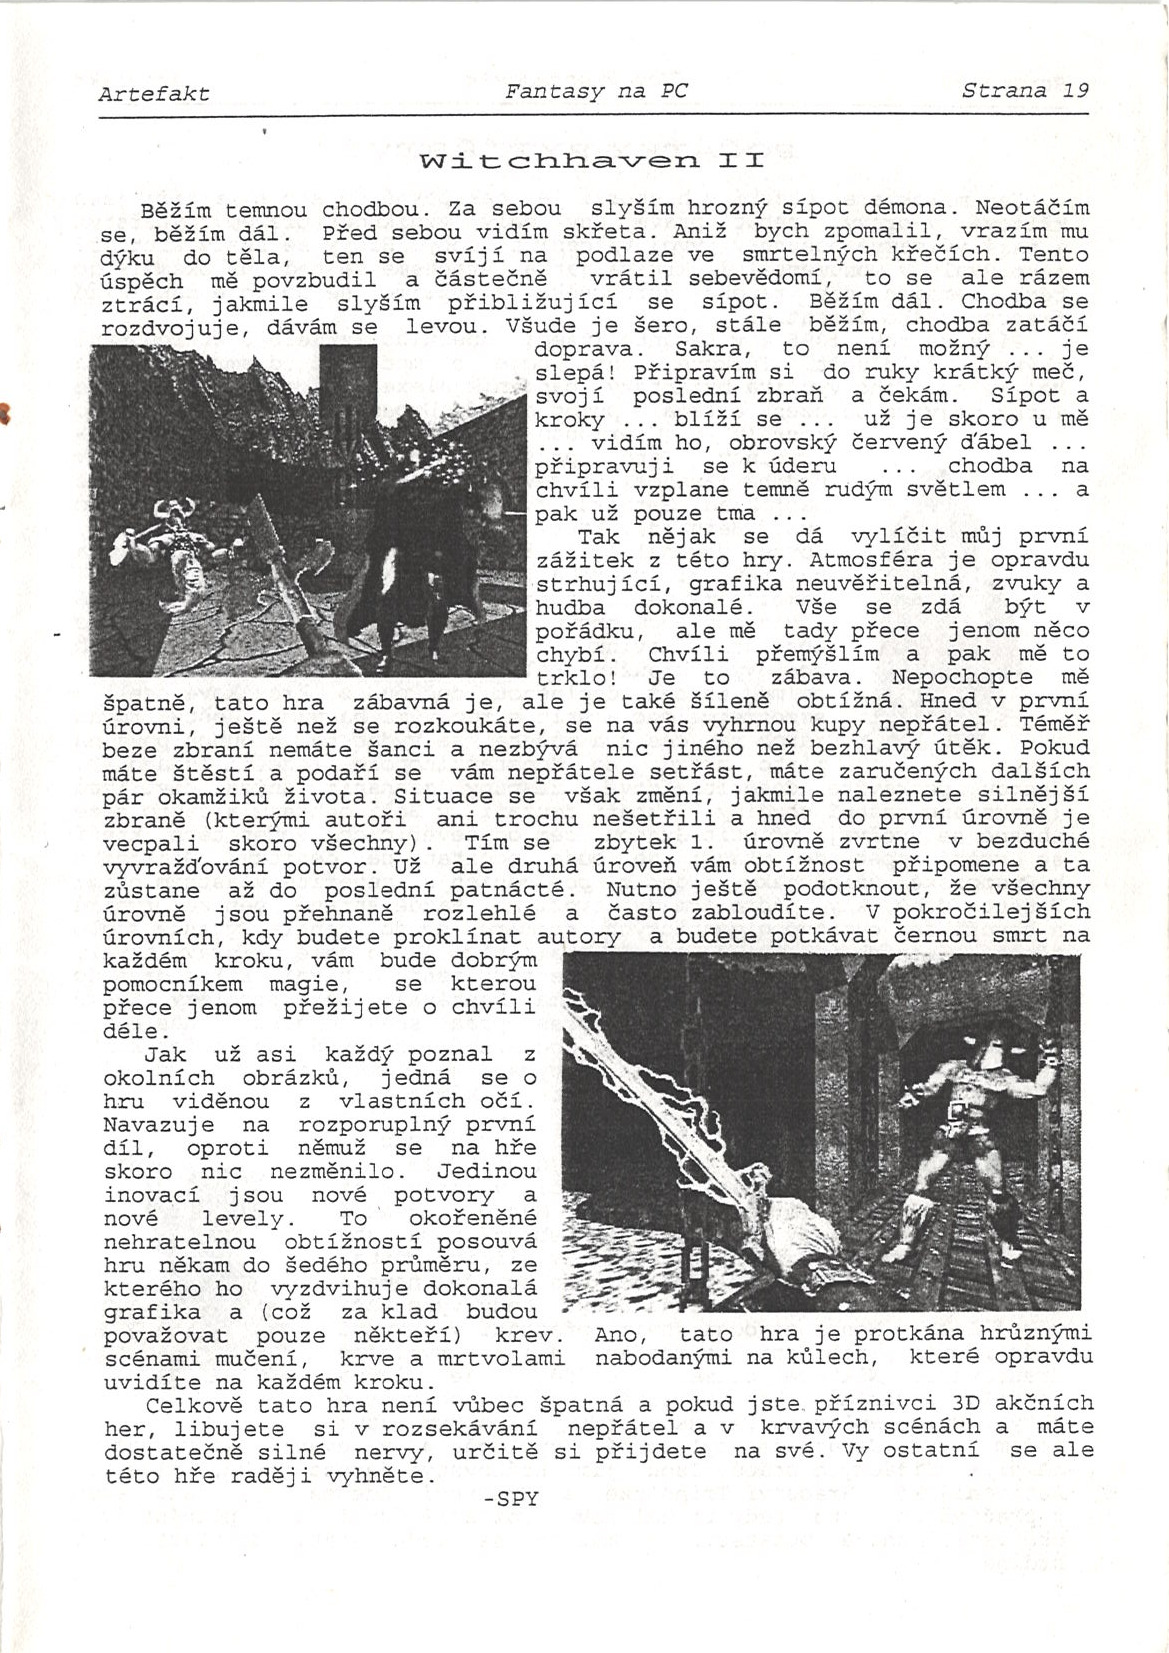 Artefakt Fantasy na PC Strana 19
Witchhaven II
Běžím temnou chodbou. Za sebou slyším hrozný sípot démona. Neotáčím
se, běžím dál. Před sebou vidím skřeta. Aniž bych zpomalil, vrazím mu
dýku do těla, ten se svíjí na podlaze ve smrtelných křečích. Tento
úspěch mě povzbudil a částečně vrátil sebevědomí, to se ale rázem
ztrácí, jakmile slyším přibližující se sípot. Běžím dál. Chodba se
rozdvojuje, dávám se levou. Všude je šero, stále běžím, chodba zatáčí
doprava. Sakra, to není možný ... je
slepá! Připravím si do ruky krátký meč,
svojí poslední zbraň a čekám. Sípot a
kroky ... blíží se ... už je skoro u mě
... vidím ho, obrovský červený ďábel ...
připravuji se k úderu ... chodba na
chvíli vzplane temně rudým světlem ... a
pak už pouze tma ...
Tak nějak se dá vylíčit můj první
zážitek z této hry. Atmosféra je opravdu
strhující, grafika neuvěřitelná, zvuky a
hudba dokonalé. Vše se zdá být v
pořádku, ale mě tady přece jenom něco
chybí. Chvíli přemýšlím a pak mě to
trklo! Je to zábava. Nepochopte mě
špatně, tato hra zábavná je, ale je také šíleně obtížná. Hned v první
úrovni, ještě než se rozkoukáte, se na vás vyhrnou kupy nepřátel. Téměř
beze zbraní nemáte šanci a nezbývá nic jiného než bezhlavý útěk. Pokud
máte štěstí a podaří se vám nepřátele setřást, máte zaručených dalších
pár okamžiků života. Situace se však změní, jakmile naleznete silnější
zbraně (kterými autoři ani trochu nešetřili a hned do první úrovně je
vecpali skoro všechny). Tím se zbytek 1. úrovně zvrtne v bezduché
vyvražďování potvor. Už ale druhá úroveň vám obtížnost připomene a ta
zůstane až do poslední patnácté. Nutno ještě podotknout, že všechny
úrovně jsou přehnaně rozlehlé a často zabloudíte. V pokročilejších
úrovních, kdy budete proklínat autory a budete potkávat černou smrt na
každém kroku, vám bude dobrým
pomocníkem magie, se kterou
přece jenom přežijete o chvíli
déle.
Jak už asi každý poznal z
okolních obrázků, jedná se o
hru viděnou z vlastních očí.
Navazuje na rozporuplný první
díl, oproti němuž se na hře
skoro nic nezměnilo. Jedinou
inovací jsou nové potvory a
nové levely. To okořeněné
nehratelnou obtížností posouvá
hru někam do šedého průměru, ze
kterého ho vyzdvihuje dokonalá
grafika a (což za klad budou
považovat pouze někteří) krev. Ano, tato hra je protkána hrůznými
scénami mučení, krve a mrtvolami nabodanými na kůlech, které opravdu
uvidíte na každém kroku.
Celkově tato hra není vůbec špatná a pokud jste příznivci 3D akčních
her, libujete si v rozsekávání nepřátel a v krvavých scénách a máte
dostatečně silné nervy, určitě si přijdete na své. Vy ostatní se ale
této hře raději vyhněte.
-SPY